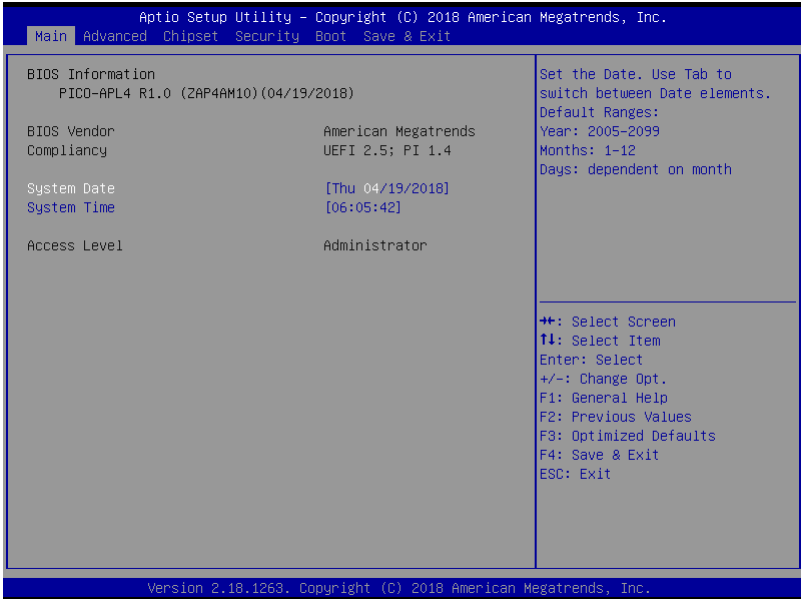 Aptio Setup Utility – Copyright (C) 2018 American Megatrends, Inc.
Main Advanced Chipset Security Boot Save & Exit
BIOS Information
PICO-APL4 R1.0 (ZAP4AM10)(04/19/2018)
BIOS Vendor American Megatrends
Compliancy UEFI 2.5; PI 1.4
System Date [Thu 04/19/2018]
System Time [06:05:42]
Access Level Administrator
Set the Date. Use Tab to
switch between Date elements.
Default Ranges:
Year: 2005-2099
Months: 1-12
Days: dependent on month
→←: Select Screen
↑↓: Select Item
Enter: Select
+/-: Change Opt.
F1: General Help
F2: Previous Values
F3: Optimized Defaults
F4: Save & Exit
ESC: Exit
Version 2.18.1263. Copyright (C) 2018 American Megatrends, Inc.